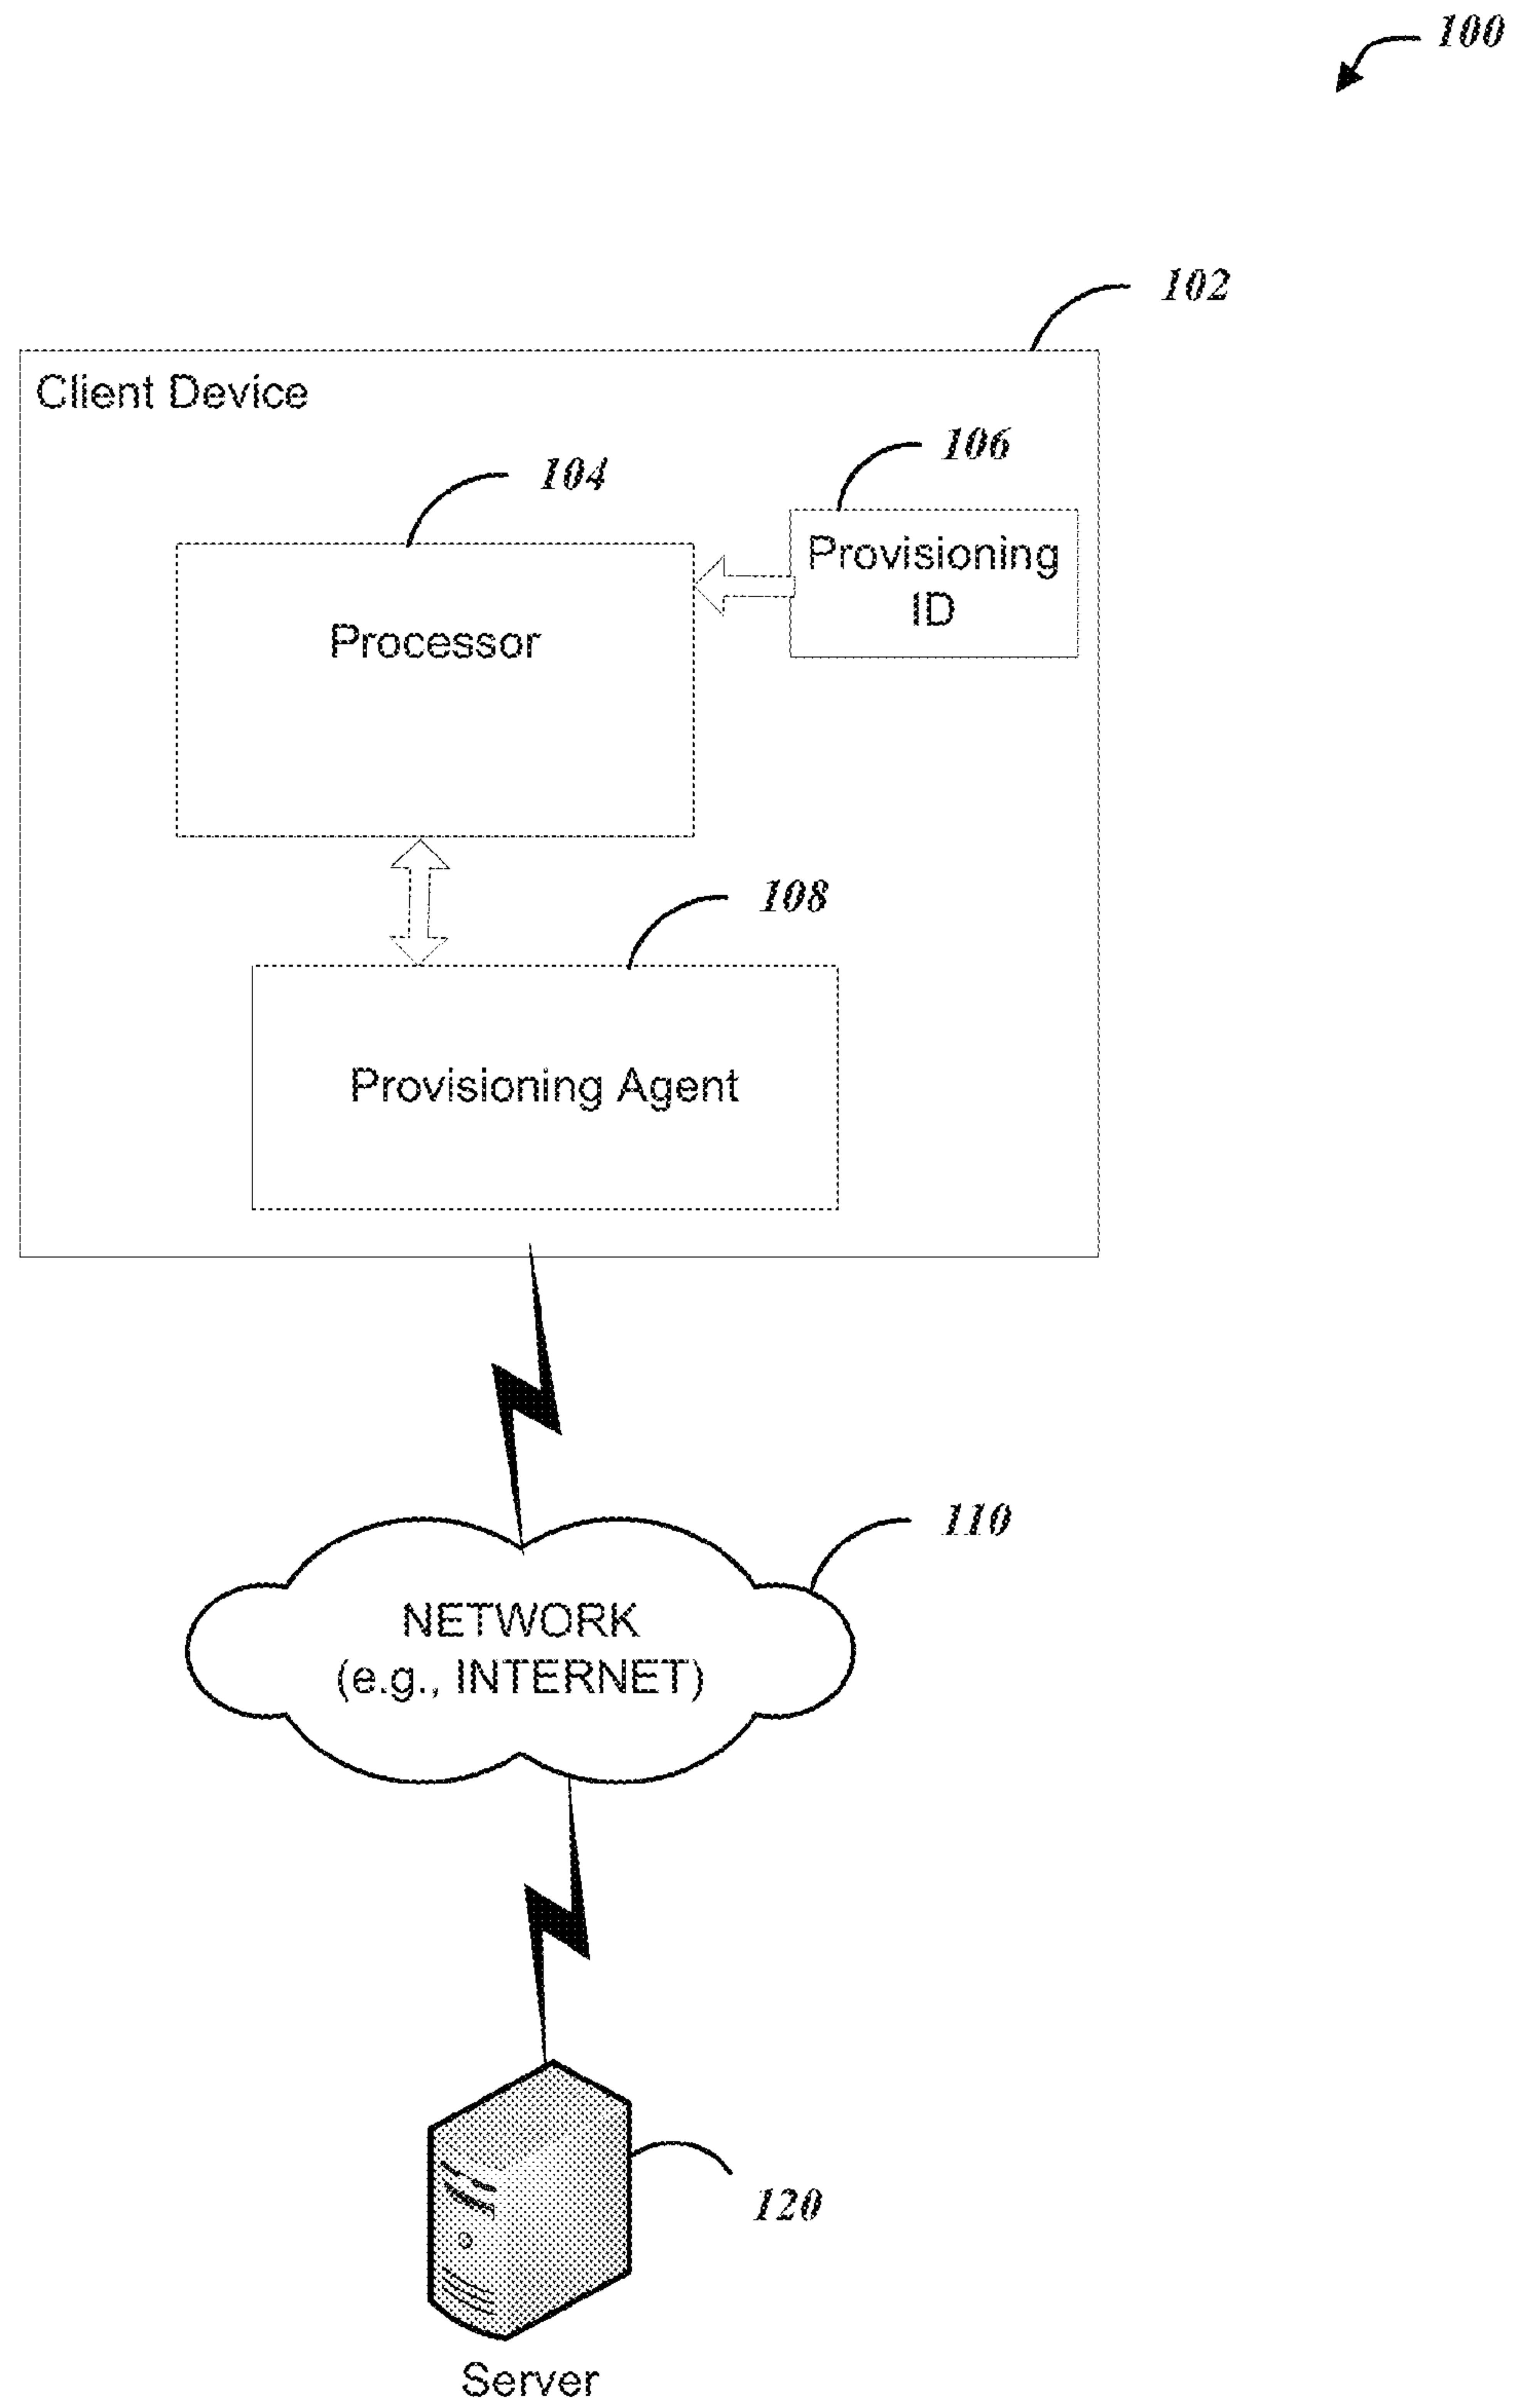 100
102
Client Device
106
104
Provisioning
ID
Processor
108
Provisioning Agent
110
NETWORK
(e.g., INTERNET)
120
Server